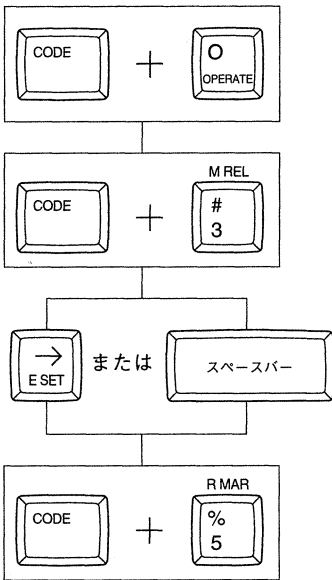 CODE + O
OPERATE
M REL
CODE + #
3
→ または スペースバー
E SET
R MAR
CODE + %
5